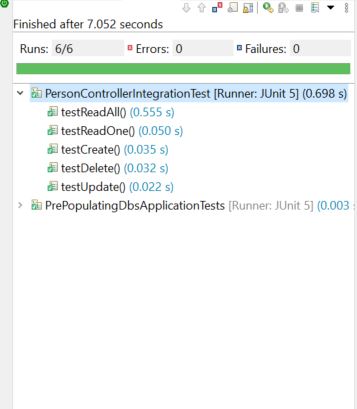 Finished after 7.052 seconds
Runs: 6/6 Errors: 0 Failures: 0
PersonControllerIntegrationTest [Runner: JUnit 5] (0.698 s)
testReadAll() (0.555 s)
testReadOne() (0.050 s)
testCreate() (0.035 s)
testDelete() (0.032 s)
testUpdate() (0.022 s)
PrePopulatingDbsApplicationTests [Runner: JUnit 5] (0.003 s